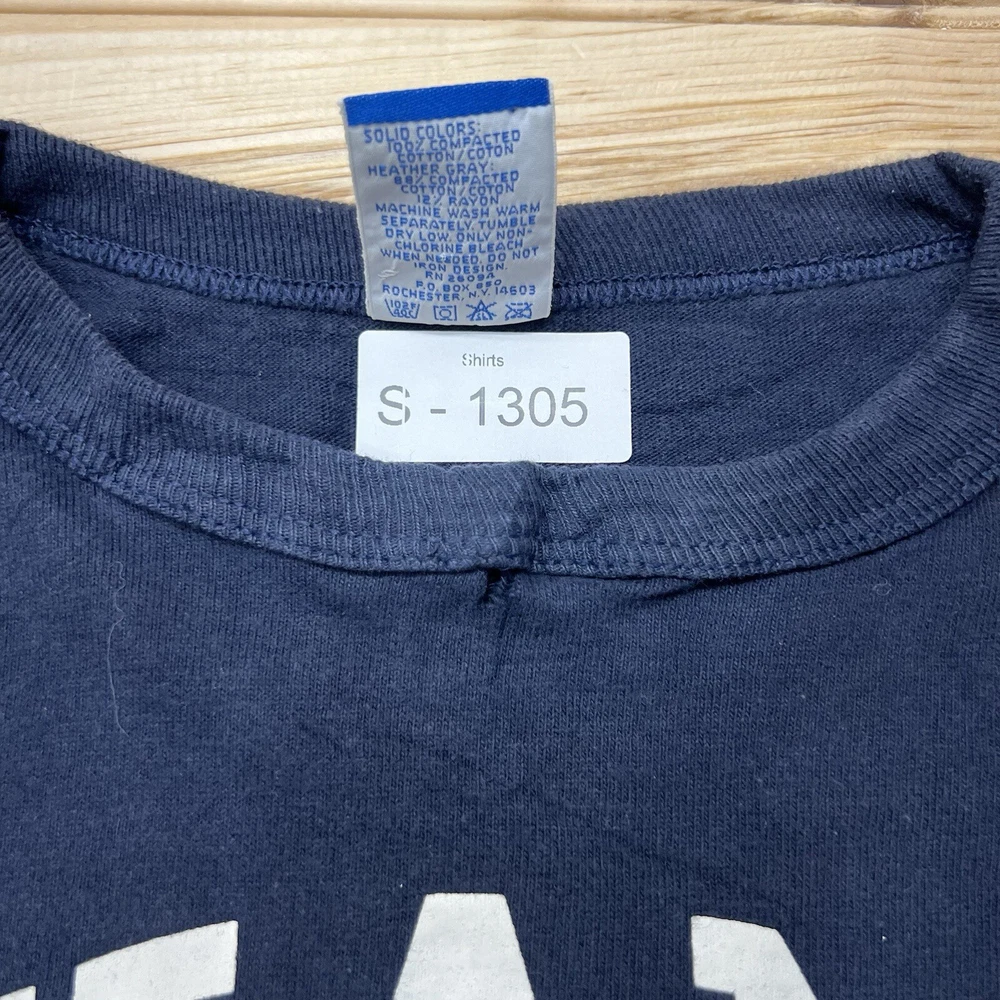 SOLID COLORS:
100% COMPACTED
COTTON/COTON
HEATHER GRAY:
88% COMPACTED
COTTON/COTON
12% RAYON
MACHINE WASH WARM
SEPARATELY, TUMBLE
DRY LOW, ONLY NON-
CHLORINE BLEACH
WHEN NEEDED, DO NOT
IRON DESIGN.
RN 26094
P.O. BOX 850
ROCHESTER, N.Y. 14603
Shirts
S - 1305